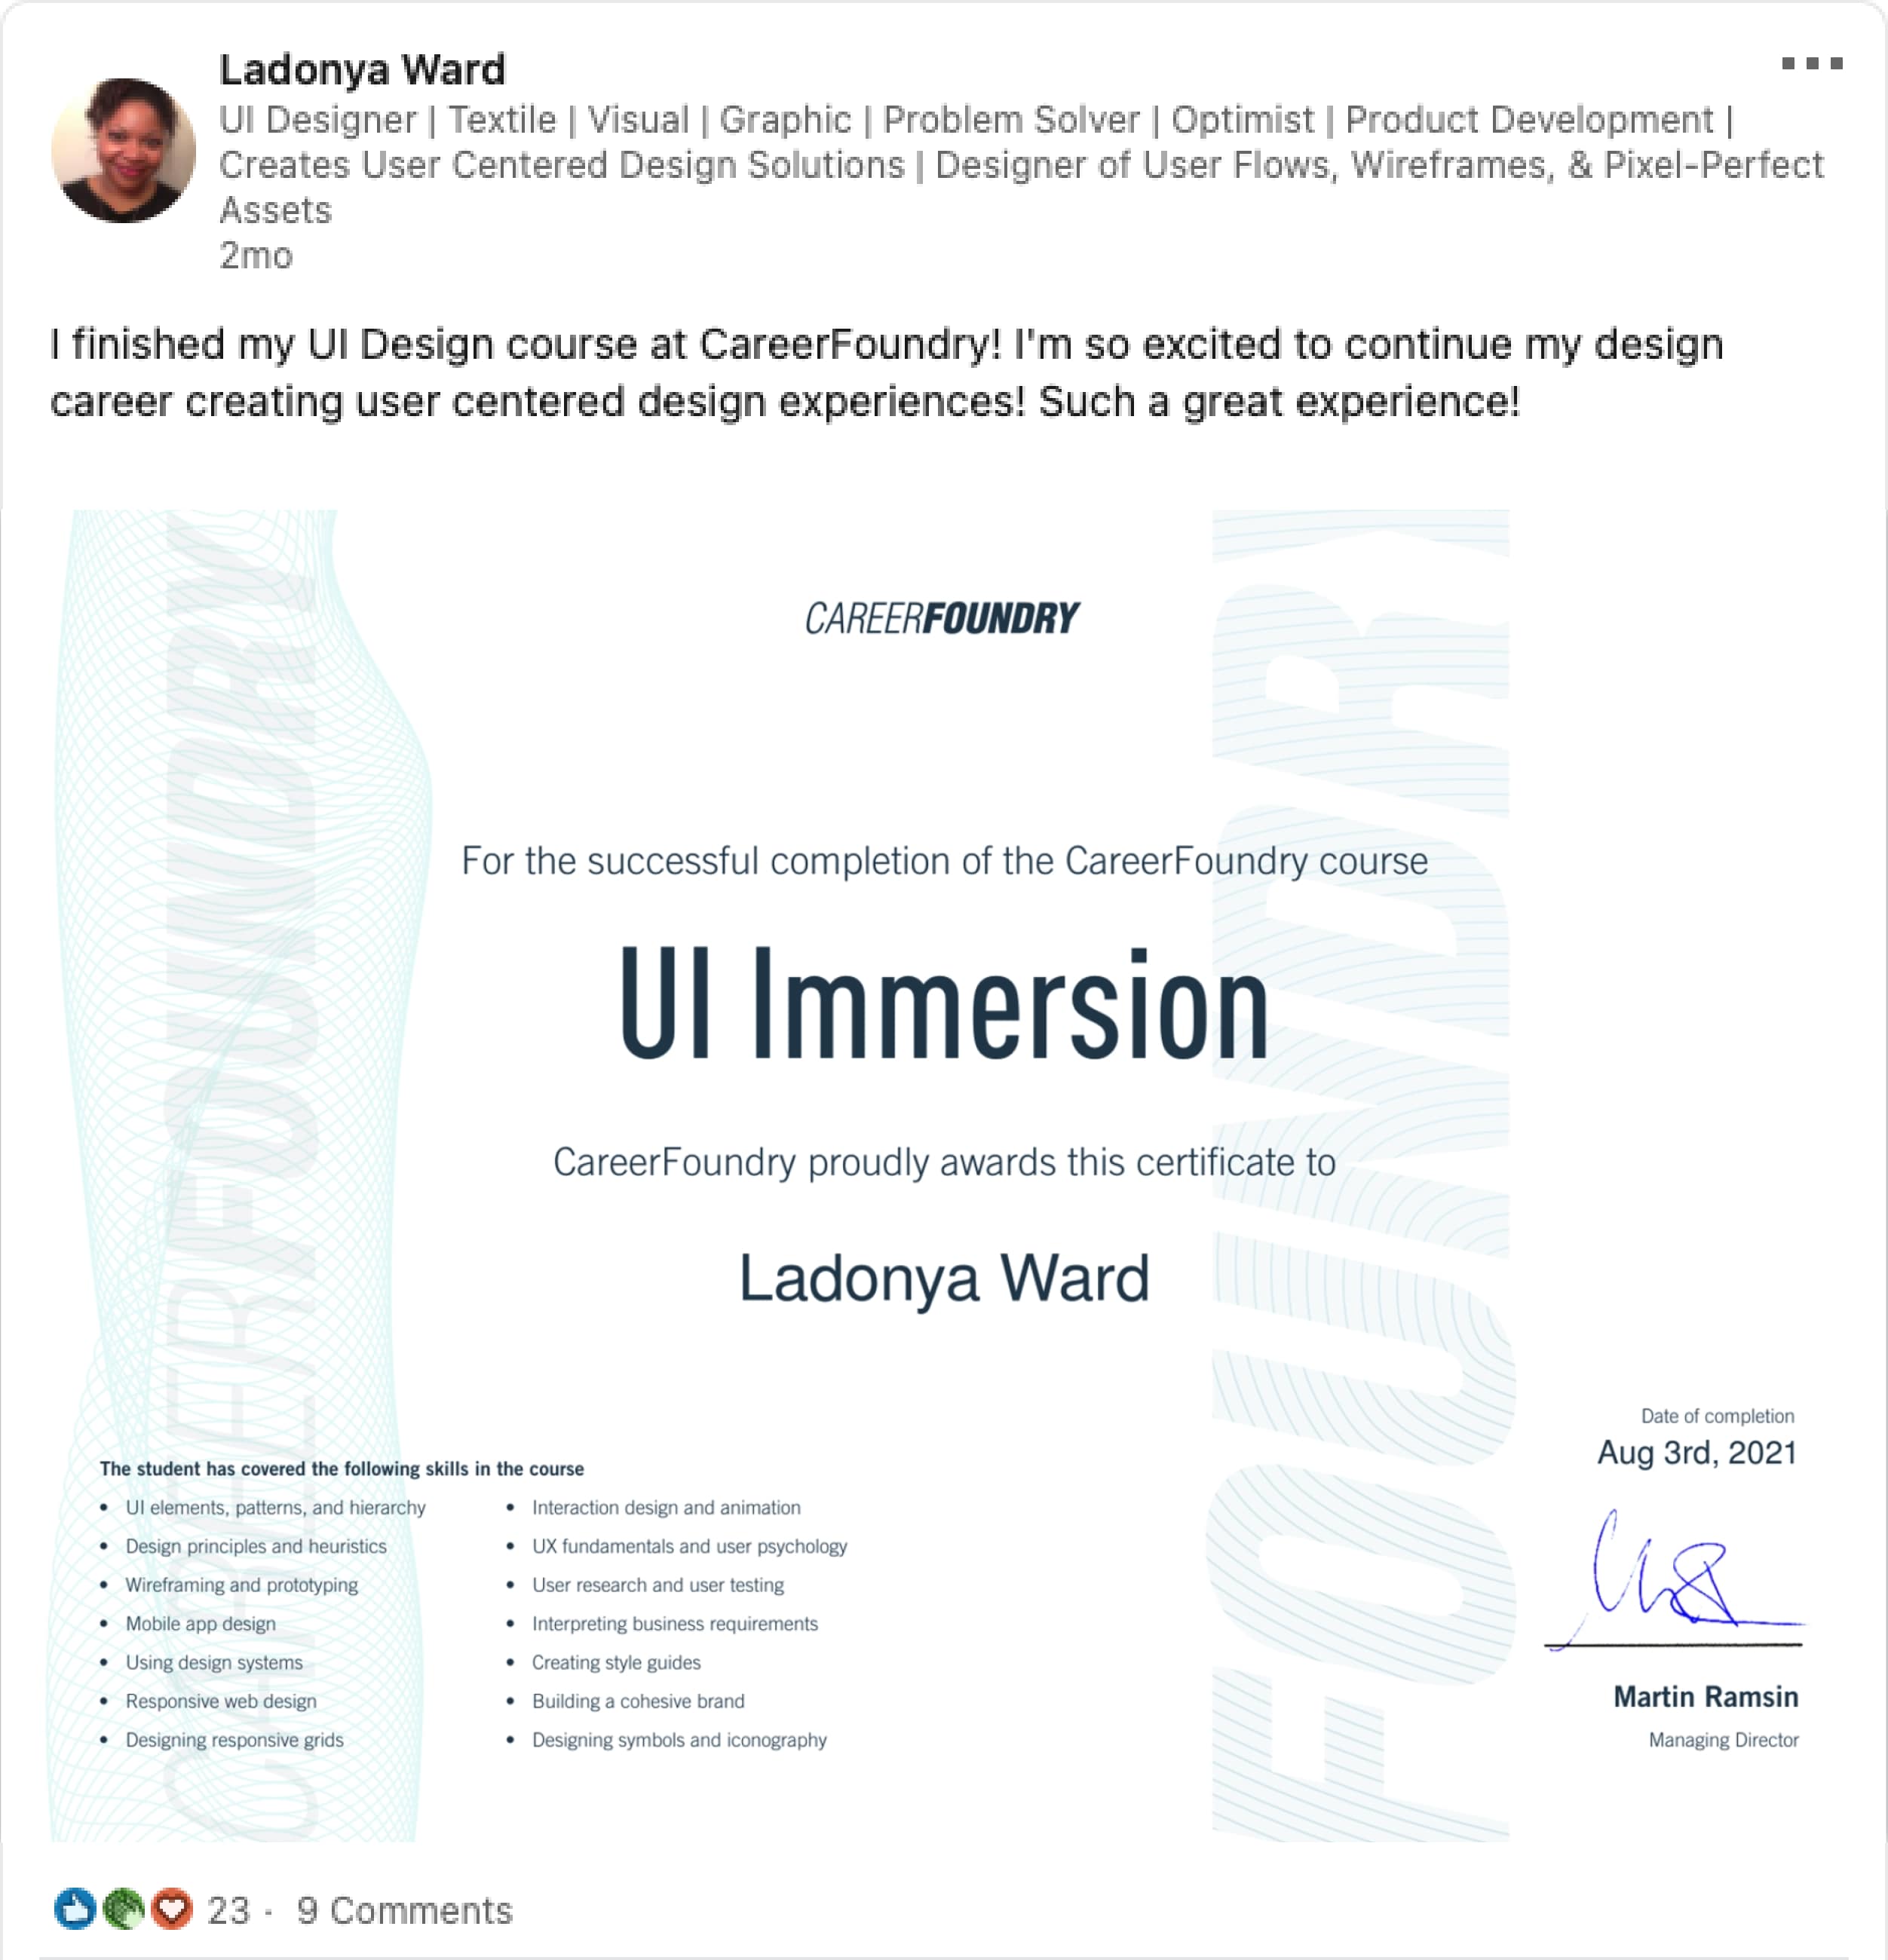 Ladonya Ward
UI Designer | Textile | Visual | Graphic | Problem Solver | Optimist | Product Development |
Creates User Centered Design Solutions | Designer of User Flows, Wireframes, & Pixel-Perfect
Assets
2mo
I finished my UI Design course at CareerFoundry! I'm so excited to continue my design
career creating user centered design experiences! Such a great experience!
CAREERFOUNDRY
CAREERFOUNDRY
FOUNDRY
For the successful completion of the CareerFoundry course
UI Immersion
CareerFoundry proudly awards this certificate to
Ladonya Ward
The student has covered the following skills in the course
• UI elements, patterns, and hierarchy
• Design principles and heuristics
• Wireframing and prototyping
• Mobile app design
• Using design systems
• Responsive web design
• Designing responsive grids
• Interaction design and animation
• UX fundamentals and user psychology
• User research and user testing
• Interpreting business requirements
• Creating style guides
• Building a cohesive brand
• Designing symbols and iconography
Date of completion
Aug 3rd, 2021
Martin Ramsin
Managing Director
23 · 9 Comments